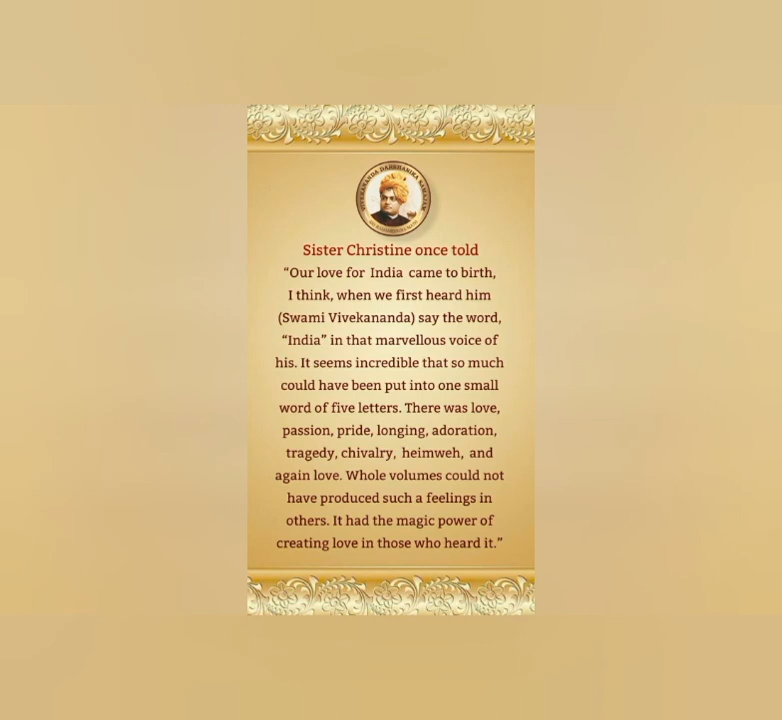 VIVEKANANDA DARSHANIKA SAMAJAM
Sister Christine once told
“Our love for India came to birth,
I think, when we first heard him
(Swami Vivekananda) say the word,
“India” in that marvellous voice of
his. It seems incredible that so much
could have been put into one small
word of five letters. There was love,
passion, pride, longing, adoration,
tragedy, chivalry, heimweh, and
again love. Whole volumes could not
have produced such a feelings in
others. It had the magic power of
creating love in those who heard it.”